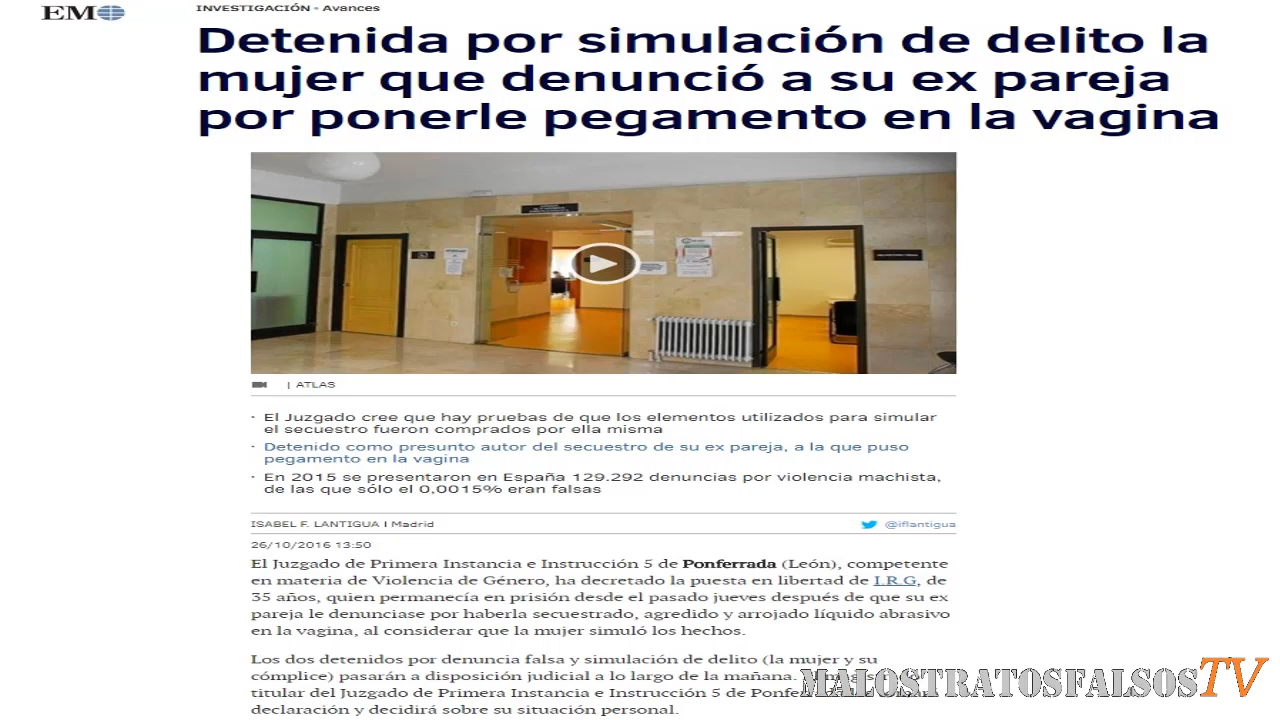 EM
INVESTIGACIÓN - Avances
Detenida por simulación de delito la
mujer que denunció a su ex pareja
por ponerle pegamento en la vagina
| ATLAS
· El Juzgado cree que hay pruebas de que los elementos utilizados para simular
el secuestro fueron comprados por ella misma
· Detenido como presunto autor del secuestro de su ex pareja, a la que puso
pegamento en la vagina
· En 2015 se presentaron en España 129.292 denuncias por violencia machista,
de las que sólo el 0,0015% eran falsas
ISABEL F. LANTIGUA | Madrid
@iflantigua
26/10/2016 13:50
El Juzgado de Primera Instancia e Instrucción 5 de Ponferrada (León), competente
en materia de Violencia de Género, ha decretado la puesta en libertad de I.R.G, de
35 años, quien permanecía en prisión desde el pasado jueves después de que su ex
pareja le denunciase por haberla secuestrado, agredido y arrojado líquido abrasivo
en la vagina, al considerar que la mujer simuló los hechos.
Los dos detenidos por denuncia falsa y simulación de delito (la mujer y su
cómplice) pasarán a disposición judicial a lo largo de la mañana.
titular del Juzgado de Primera Instancia e Instrucción 5 de
declaración y decidirá sobre su situación personal.
MALOSTRATOSFALSOSTV